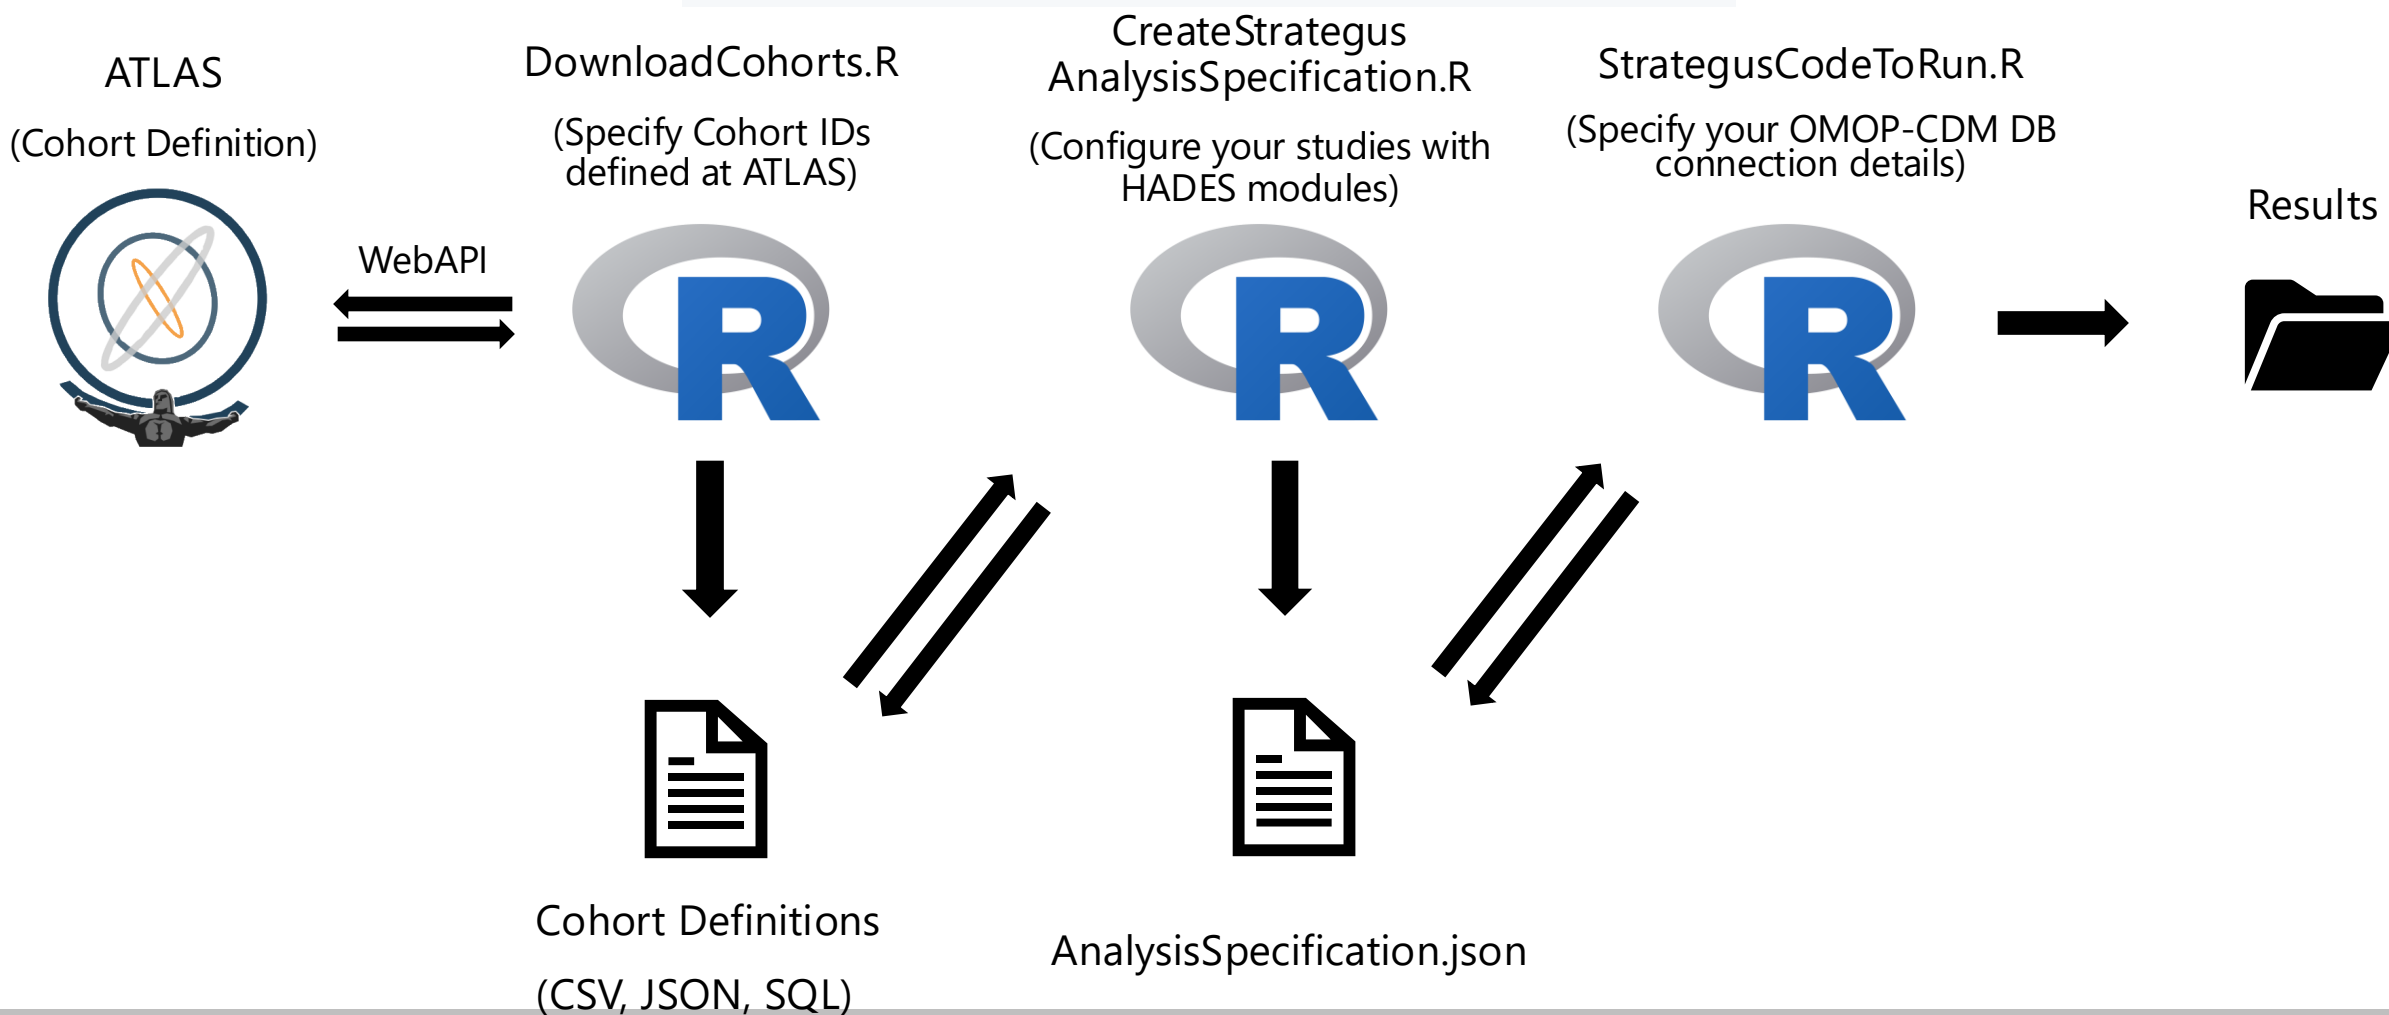 ATLAS
(Cohort Definition)
WebAPI
DownloadCohorts.R
(Specify Cohort IDs
defined at ATLAS)
CreateStrategus
AnalysisSpecification.R
(Configure your studies with
HADES modules)
StrategusCodeToRun.R
(Specify your OMOP-CDM DB
connection details)
Results
Cohort Definitions
(CSV, JSON, SQL)
AnalysisSpecification.json